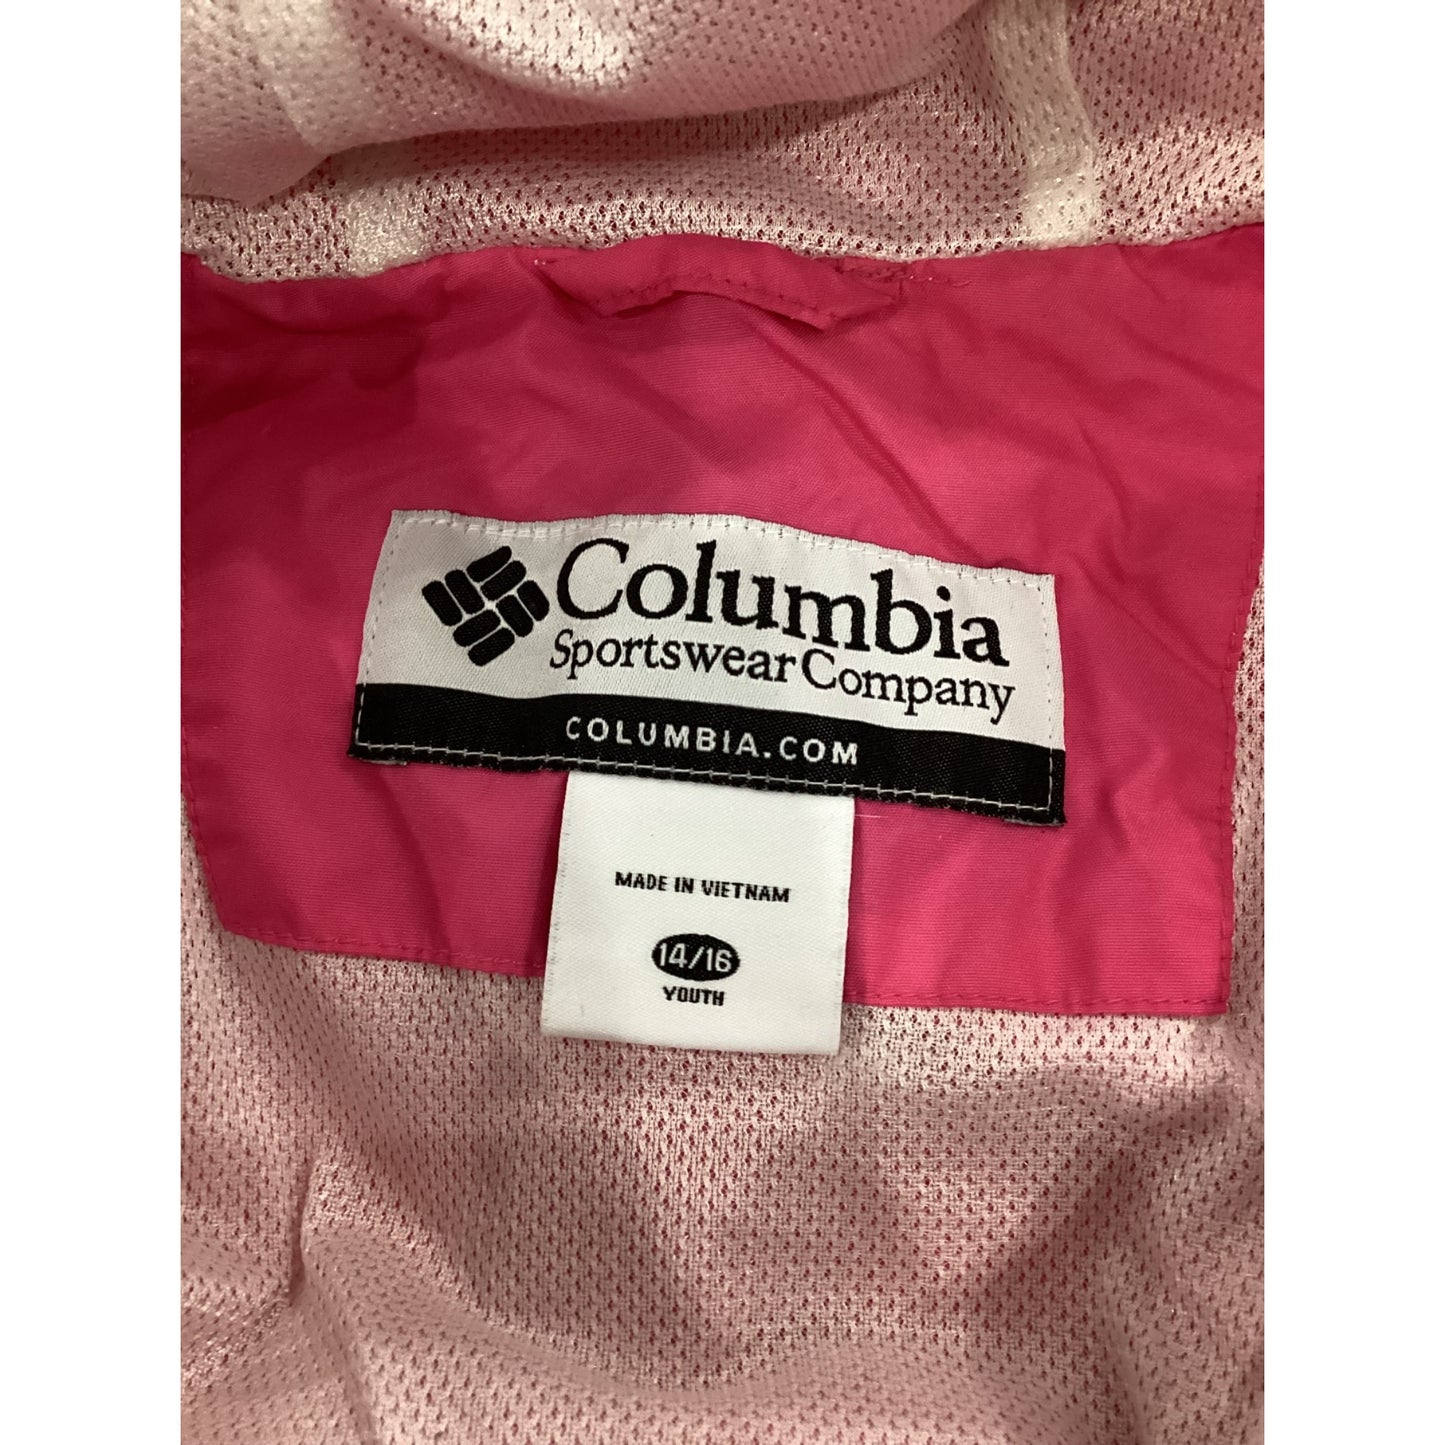 Columbia
Sportswear Company
COLUMBIA.COM
MADE IN VIETNAM
14/16
YOUTH